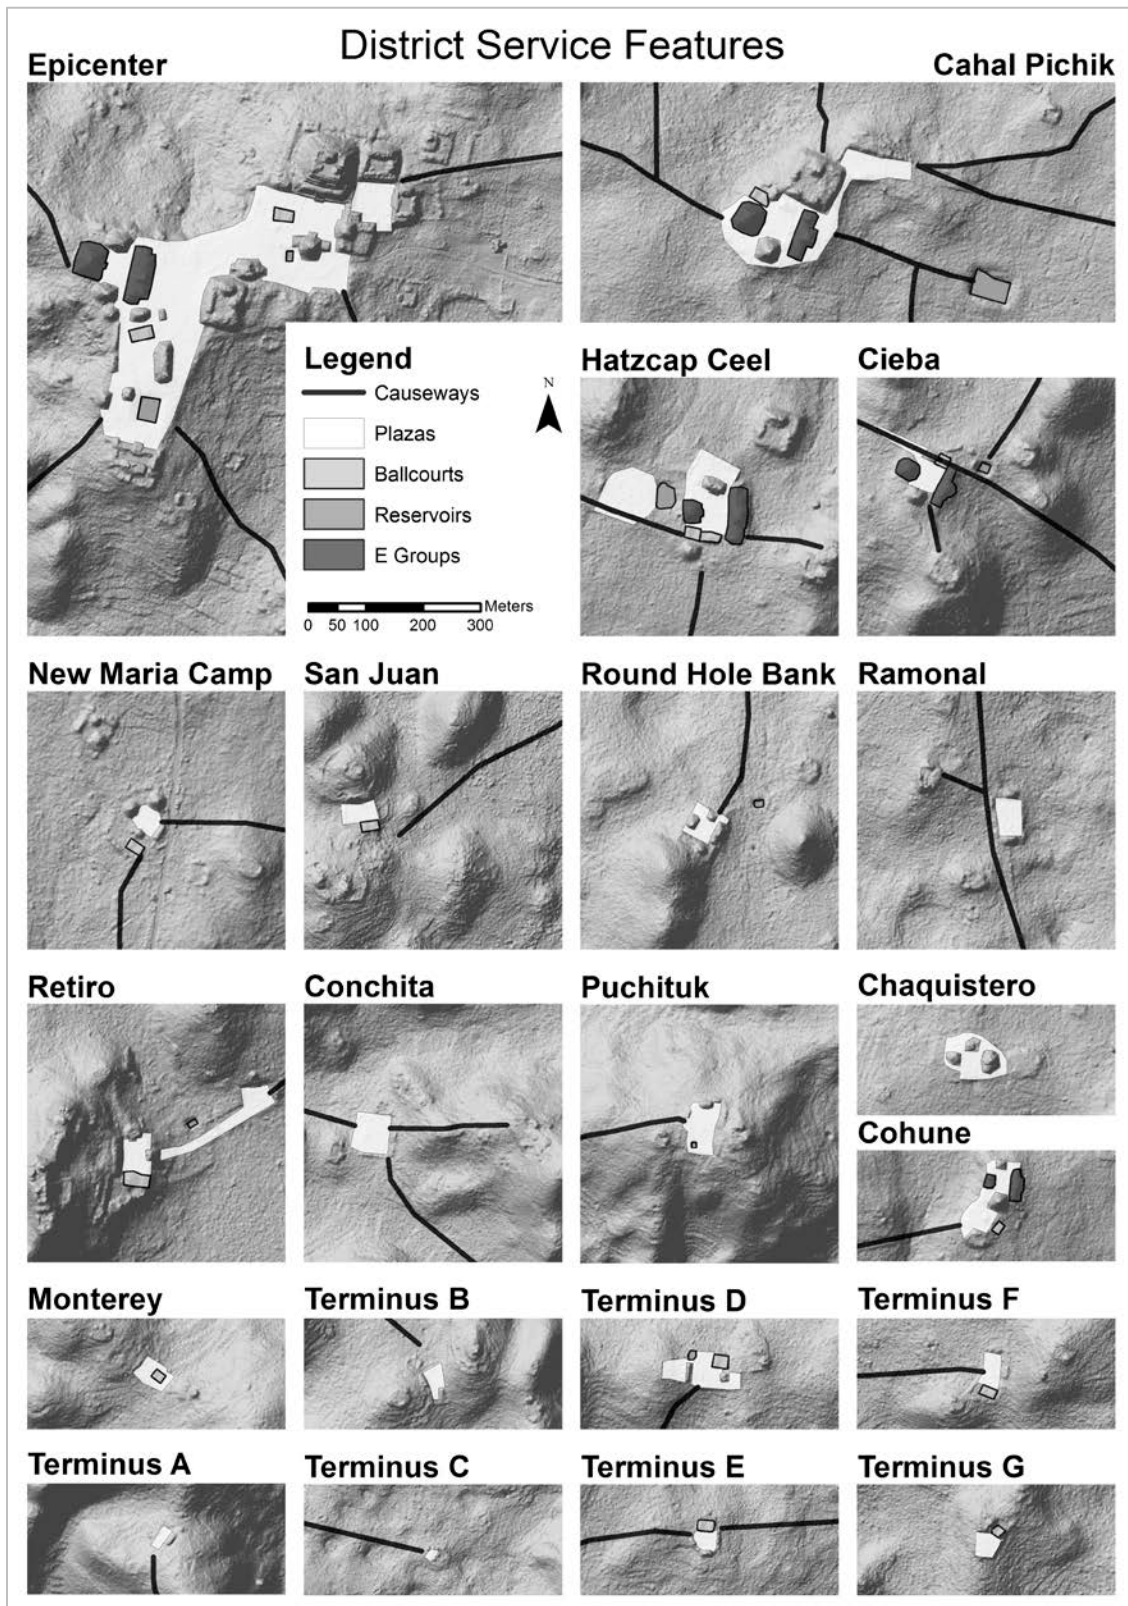 District Service Features
Epicenter
Cahal Pichik
Legend
Causeways
Plazas
Ballcourts
Reservoirs
E Groups
N
Meters
0 50 100 200 300
Hatzcap Ceel
Cieba
New Maria Camp
San Juan
Round Hole Bank
Ramonal
Retiro
Conchita
Puchituk
Chaquistero
Cohune
Monterey
Terminus B
Terminus D
Terminus F
Terminus A
Terminus C
Terminus E
Terminus G